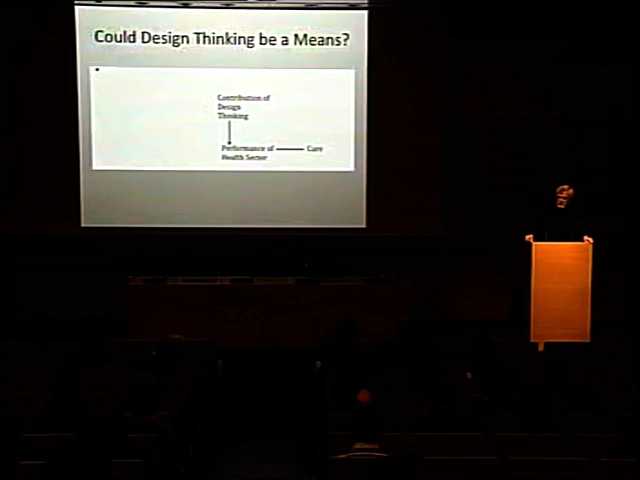 Could Design Thinking be a Means?
Contribution of
Design
Thinking
Performance of
Health Sector
Care